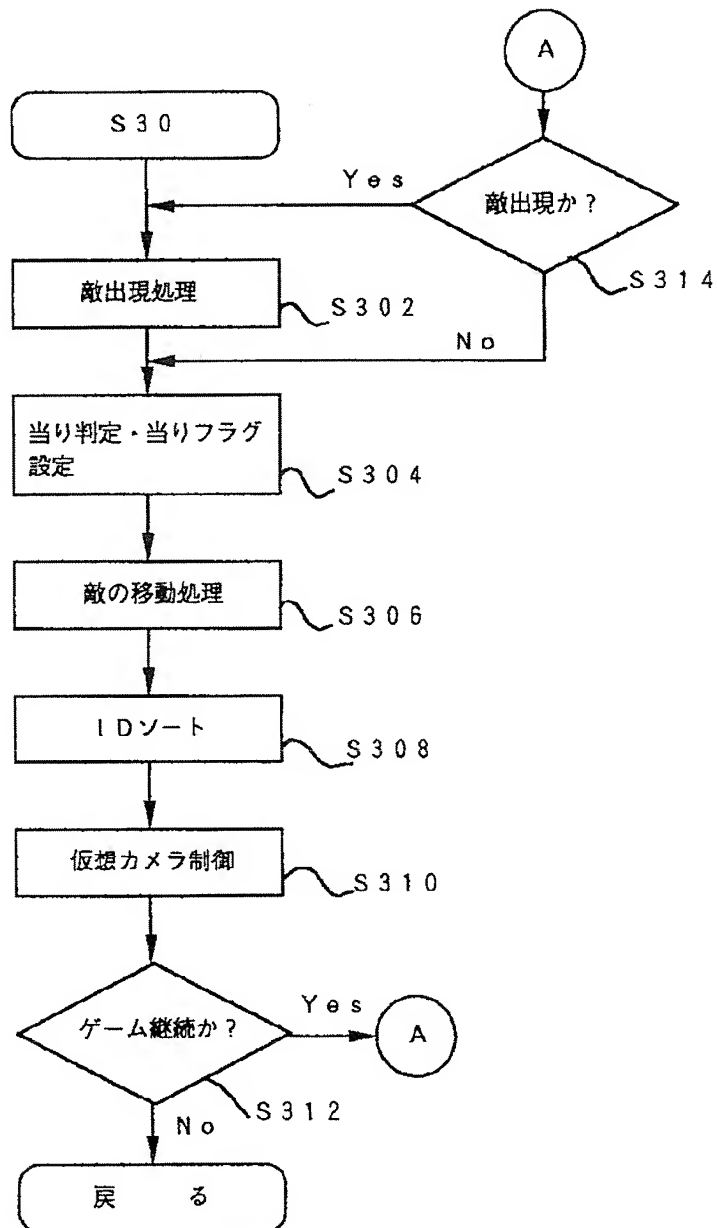 A
S30
Yes
敵出現か?
S314
敵出現処理
S302
No
当り判定・当りフラグ
設定
S304
敵の移動処理
S306
IDソート
S308
仮想カメラ制御
S310
ゲーム継続か?
Yes
A
S312
No
戻る